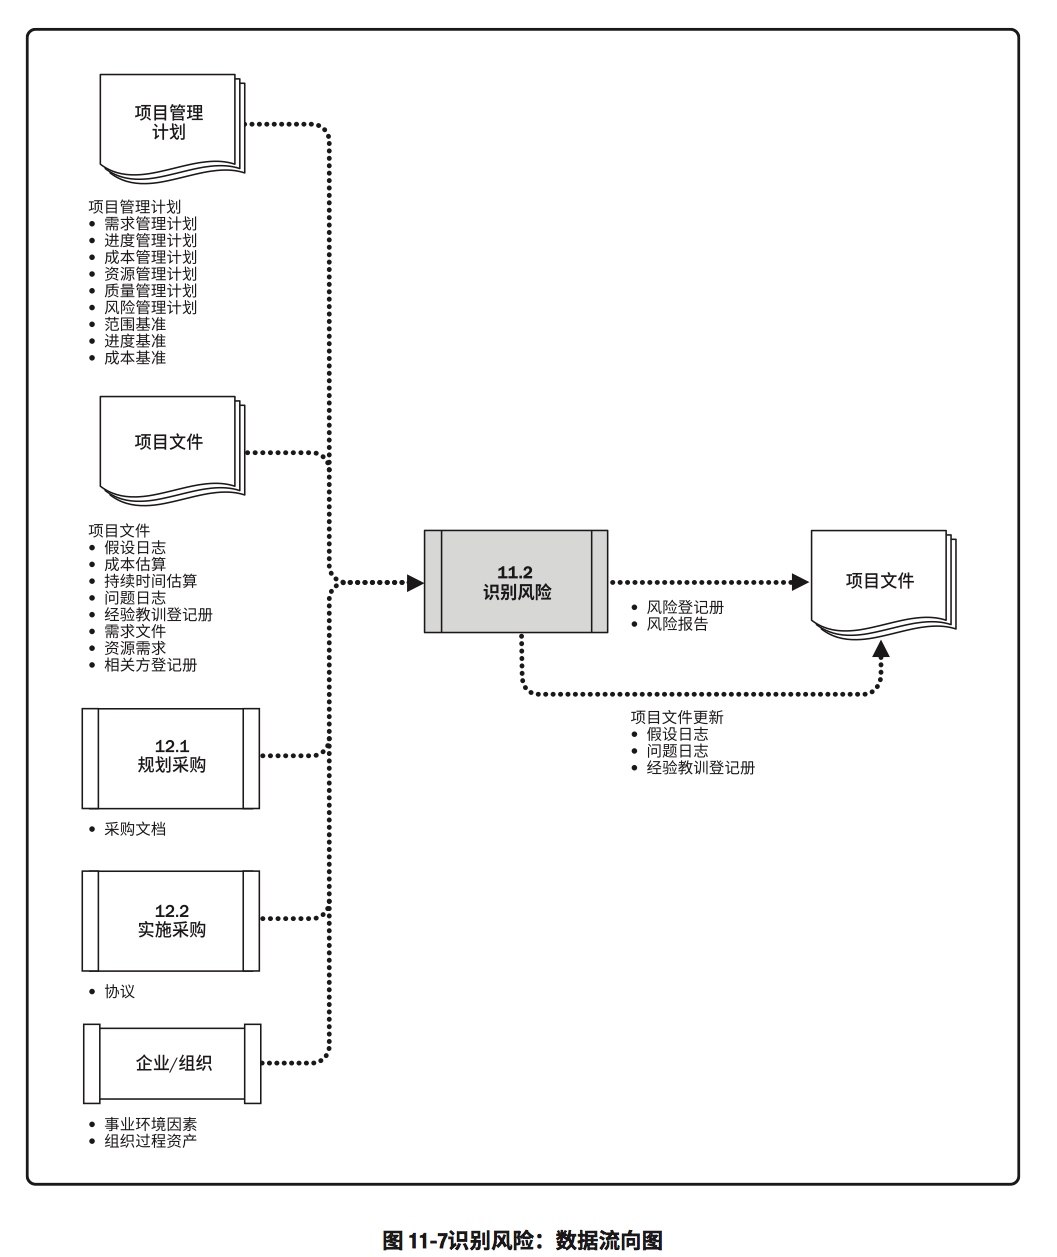 项目管理
计划
项目管理计划
● 需求管理计划
● 进度管理计划
● 成本管理计划
● 资源管理计划
● 质量管理计划
● 风险管理计划
● 范围基准
● 进度基准
● 成本基准
项目文件
项目文件
● 假设日志
● 成本估算
● 持续时间估算
● 问题日志
● 经验教训登记册
● 需求文件
● 资源需求
● 相关方登记册
12.1
规划采购
● 采购文档
12.2
实施采购
● 协议
企业/组织
● 事业环境因素
● 组织过程资产
11.2
识别风险
● 风险登记册
● 风险报告
项目文件
项目文件更新
● 假设日志
● 问题日志
● 经验教训登记册
图 11-7识别风险：数据流向图